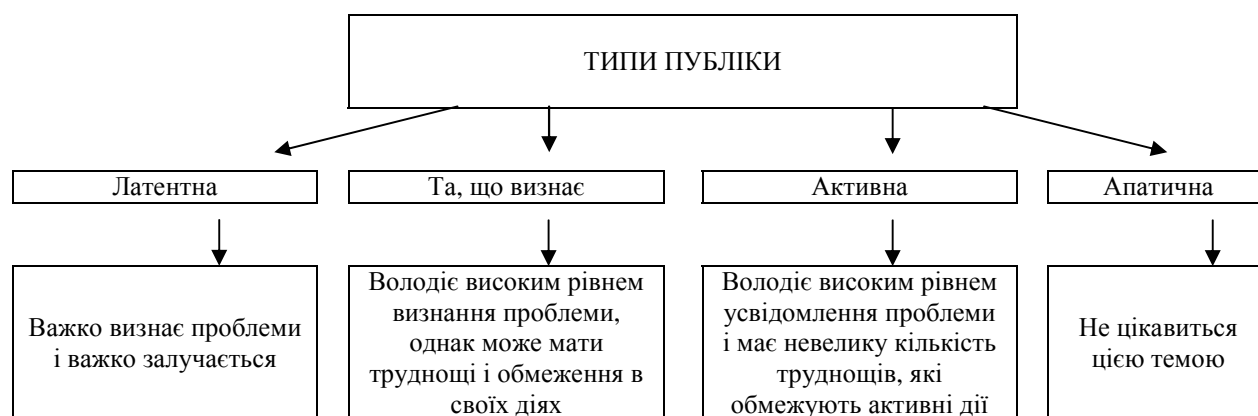 ТИПИ ПУБЛІКИ
Латентна
Та, що визнає
Активна
Апатична
Важко визнає проблеми
і важко залучається
Володіє високим рівнем
визнання проблеми,
однак може мати
труднощі і обмеження в
своїх діях
Володіє високим рівнем
усвідомлення проблеми
і має невелику кількість
труднощів, які
обмежують активні дії
Не цікавиться
цією темою